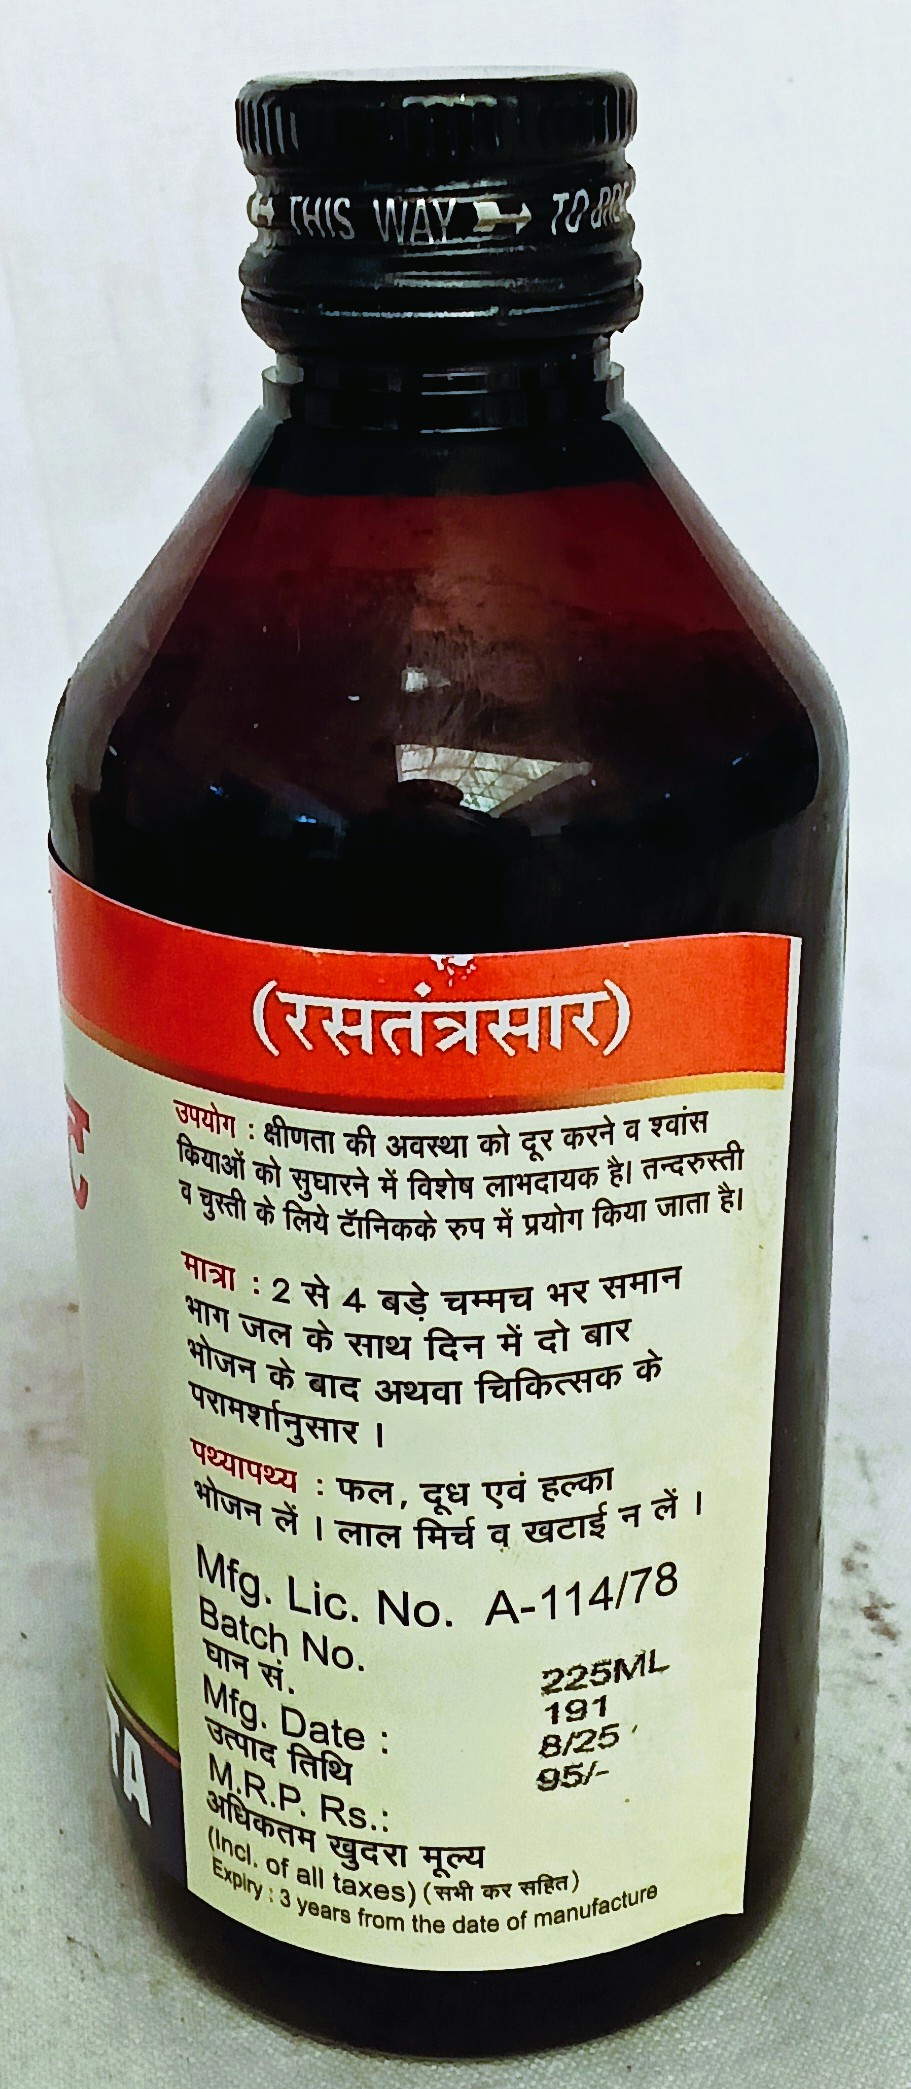 THIS WAY TO
(रसतंत्रसार)
उपयोग : क्षीणता की अवस्था को दूर करने व श्वांस
कियाओं को सुघारने में विशेष लाभदायक है। तन्दरुस्ती
व चुस्ती के लिये टॅानिकके रुप में प्रयोग किया जाता है।
मात्रा : 2 से 4 बड़े चम्मच भर समान
भाग जल के साथ दिन में दो बार
भोजन के बाद अथवा चिकित्सक के
परामर्शानुसार ।
पथ्यापथ्य : फल, दूध एवं हल्का
भोजन लें । लाल मिर्च व खटाई न लें ।
Mfg. Lic. No. A-114/78
Batch No.
घान सं.
225ML
Mfg. Date :
191
उत्पाद तिथि
8/25
M.R.P. Rs.:
95/-
अधिकतम खुदरा मूल्य
(Incl. of all taxes) (सभी कर सहित)
Expiry : 3 years from the date of manufacture
TA